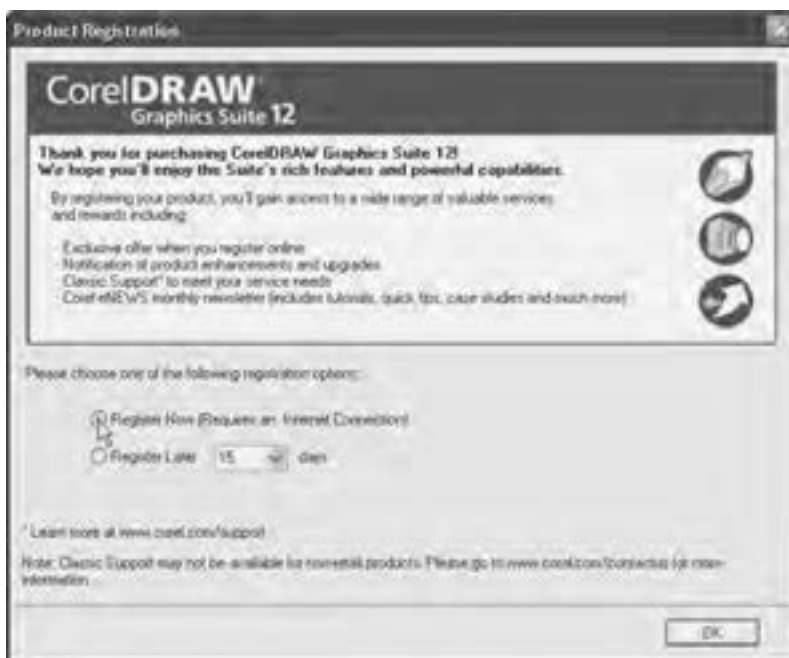 Product Registration
CorelDRAW
Graphics Suite 12
Thank you for purchasing CorelDRAW Graphics Suite 12!
We hope you'll enjoy the Suite's rich features and powerful capabilities.
By registering your product, you'll gain access to a wide range of valuable services
and rewards including:
Exclusive offer when you register online
Notification of product enhancements and upgrades
Classic Support* to meet your service needs
Corel eNEWS monthly newsletter (includes tutorials, quick tips, case studies and much more)
Please choose one of the following registration options:
Register Now (Requires an Internet Connection)
Register Later 15 days
* Learn more at www.corel.com/support
Note: Classic Support may not be available for non-retail products. Please go to www.corel.com/contactus for more
information.
OK